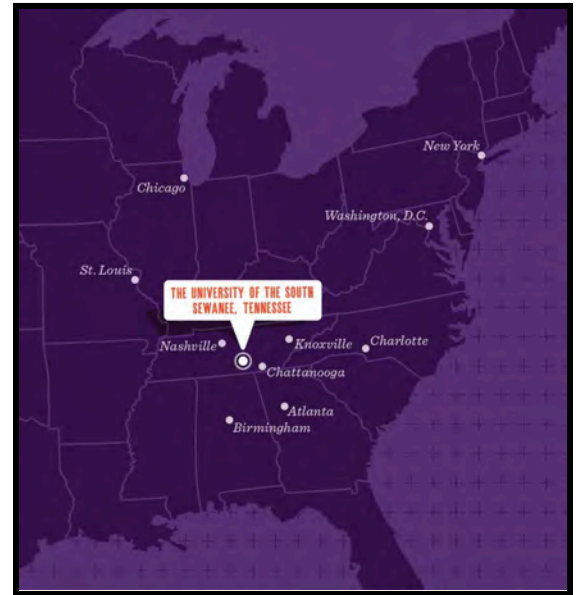 New York
Chicago
Washington, D.C.
St. Louis
THE UNIVERSITY OF THE SOUTH
SEWANEE, TENNESSEE
Nashville
Knoxville
Charlotte
Chattanooga
Atlanta
Birmingham